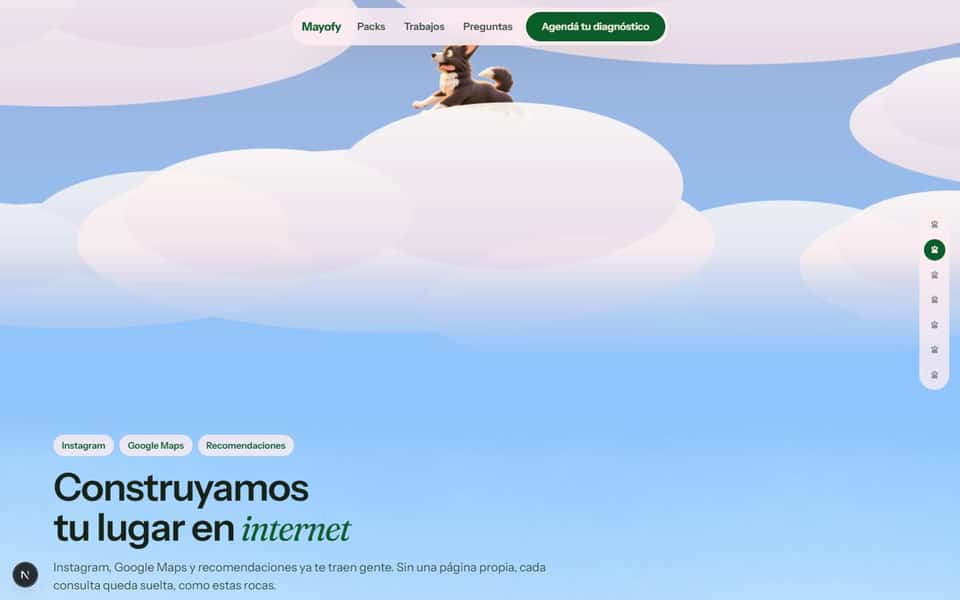 Mayofy
Packs
Trabajos
Preguntas
Agendá tu diagnóstico
Instagram
Google Maps
Recomendaciones
Construyamos
tu lugar en internet
Instagram, Google Maps y recomendaciones ya te traen gente. Sin una página propia, cada
consulta queda suelta, como estas rocas.
N